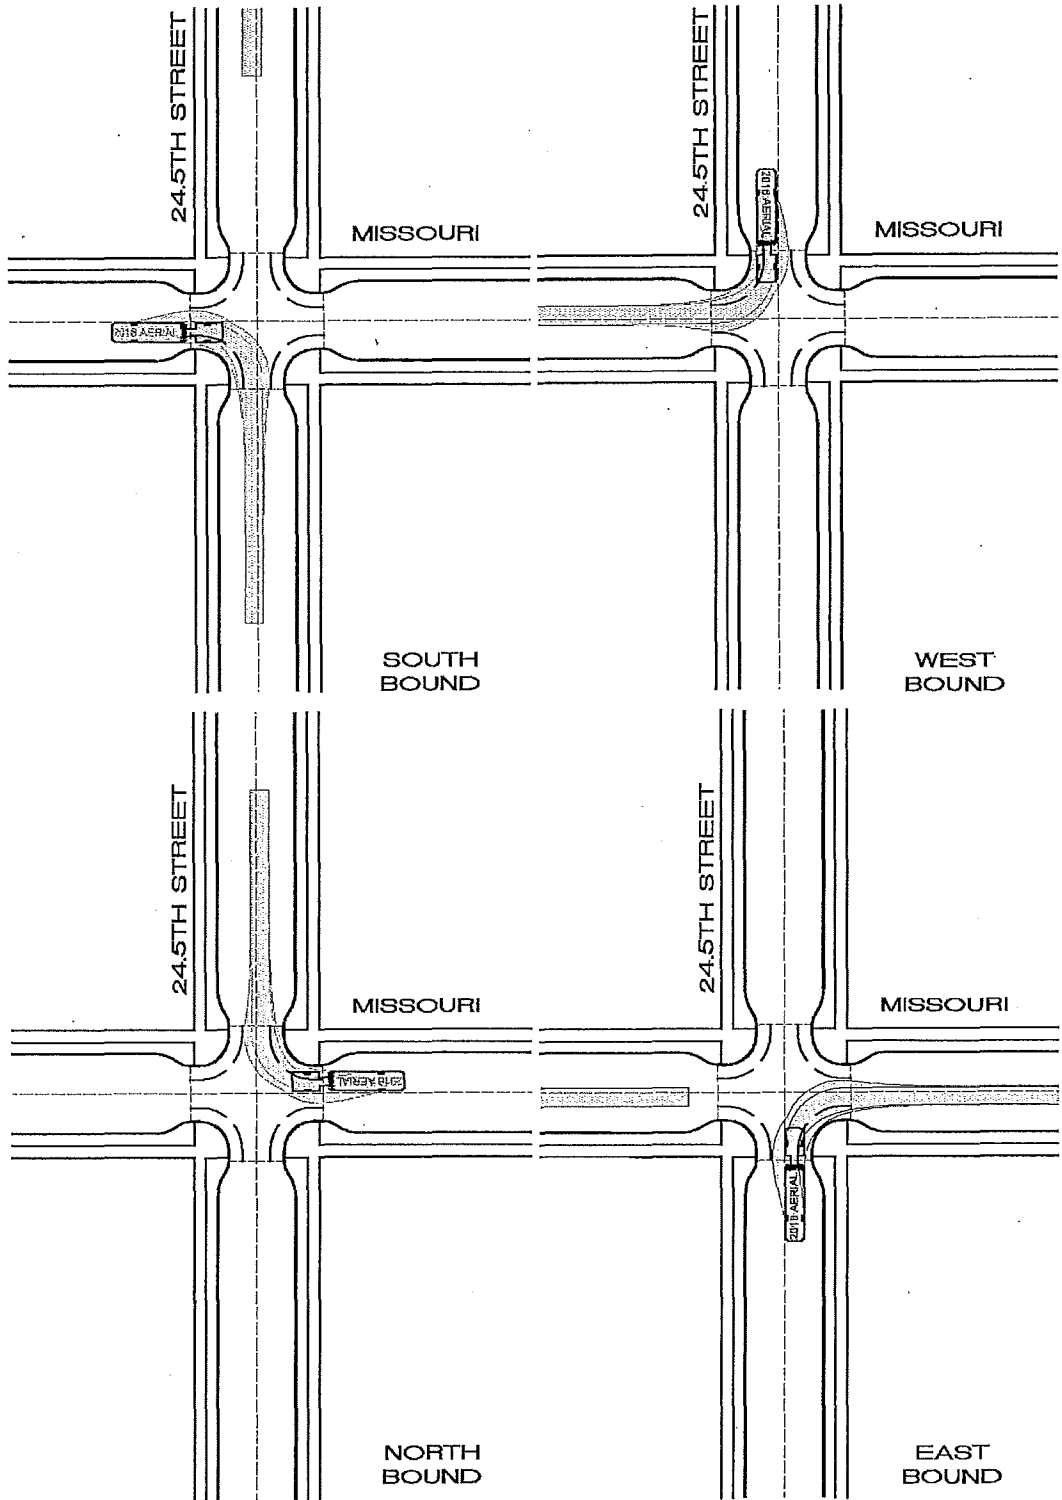 24.5TH STREET
MISSOURI
2018 AERIAL
SOUTH
BOUND
24.5TH STREET
2018 AERIAL
MISSOURI
WEST
BOUND
24.5TH STREET
MISSOURI
2018 AERIAL
NORTH
BOUND
24.5TH STREET
MISSOURI
2018 AERIAL
EAST
BOUND